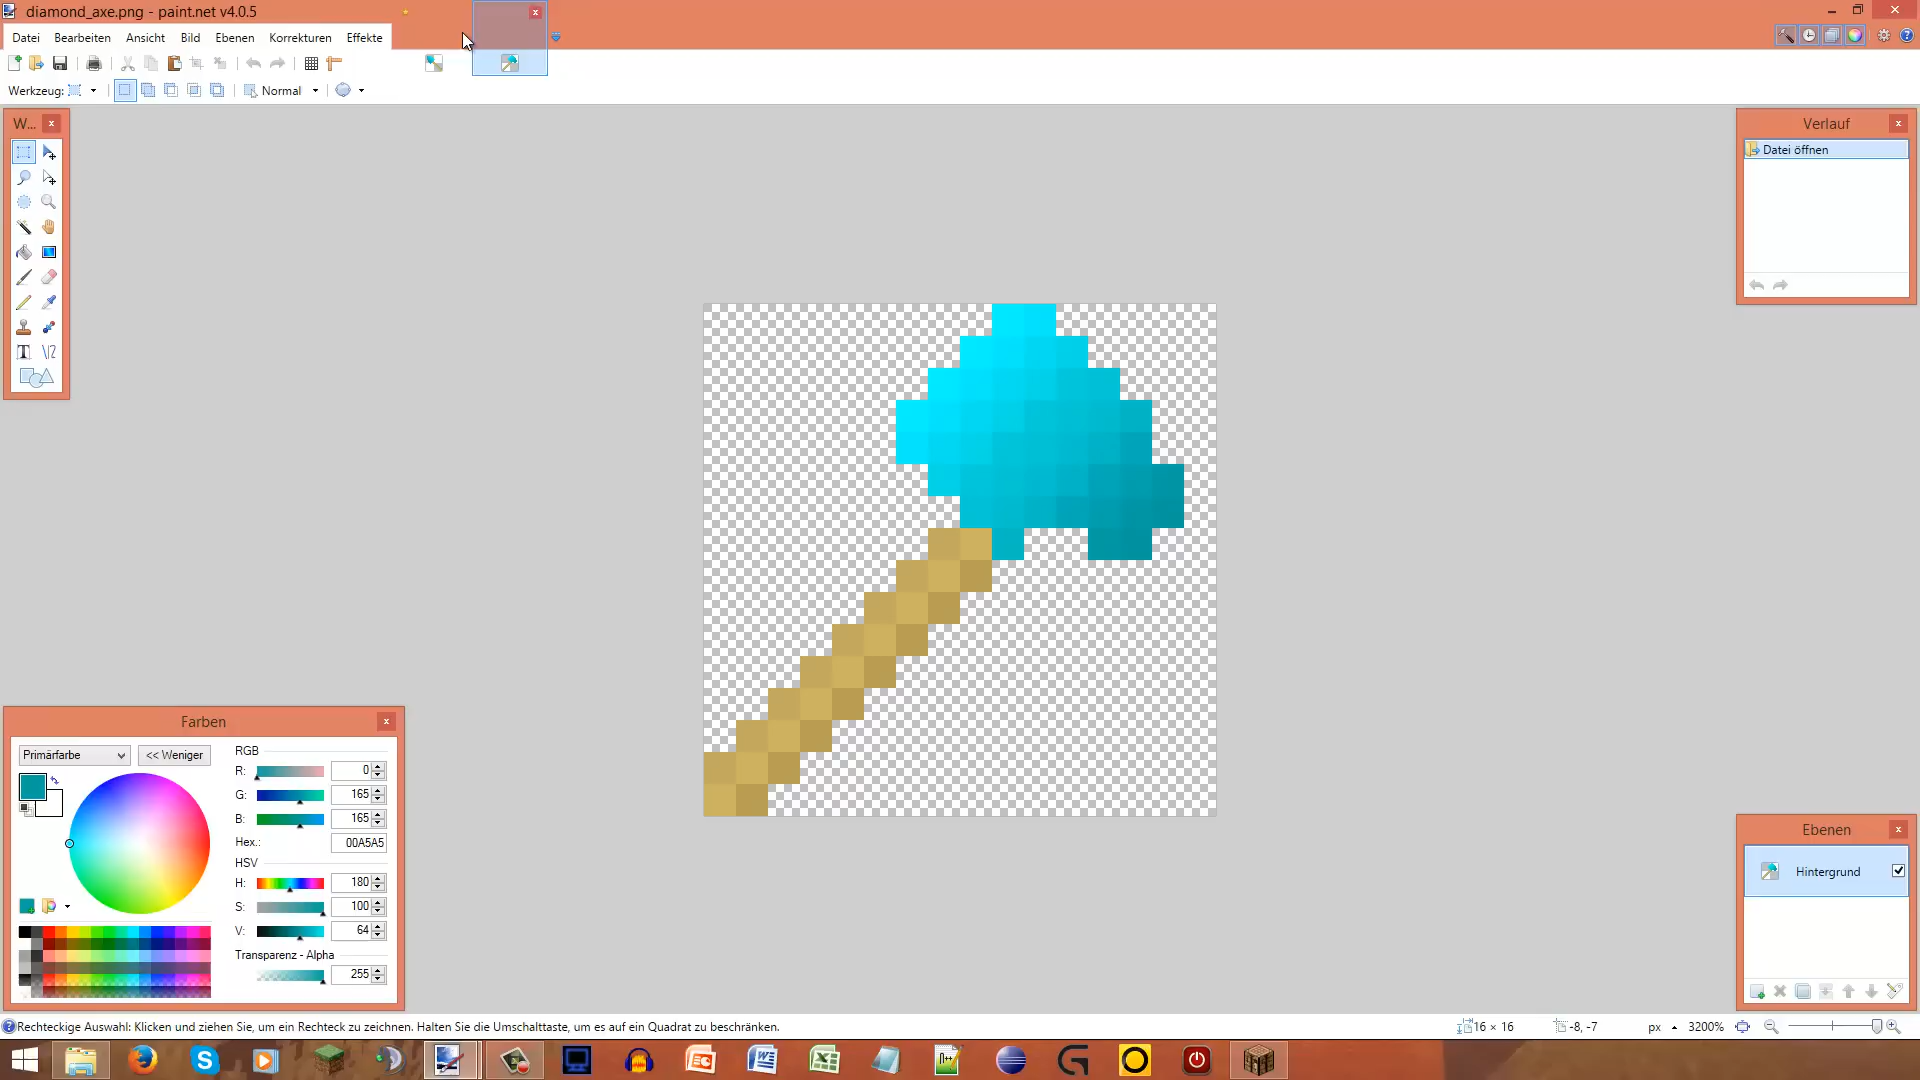 diamond_axe.png - paint.net v4.0.5
Datei Bearbeiten Ansicht Bild Ebenen Korrekturen Effekte
Werkzeug: Normal
W...
Verlauf
Datei öffnen
Farben
Primärfarbe << Weniger
RGB
R: 0
G: 165
B: 165
Hex.: 00A5A5
HSV
H: 180
S: 100
V: 64
Transparenz - Alpha
255
Ebenen
Hintergrund
Rechteckige Auswahl: Klicken und ziehen Sie, um ein Rechteck zu zeichnen. Halten Sie die Umschalttaste, um es auf ein Quadrat zu beschränken.
16 × 16 -8, -7 px 3200%